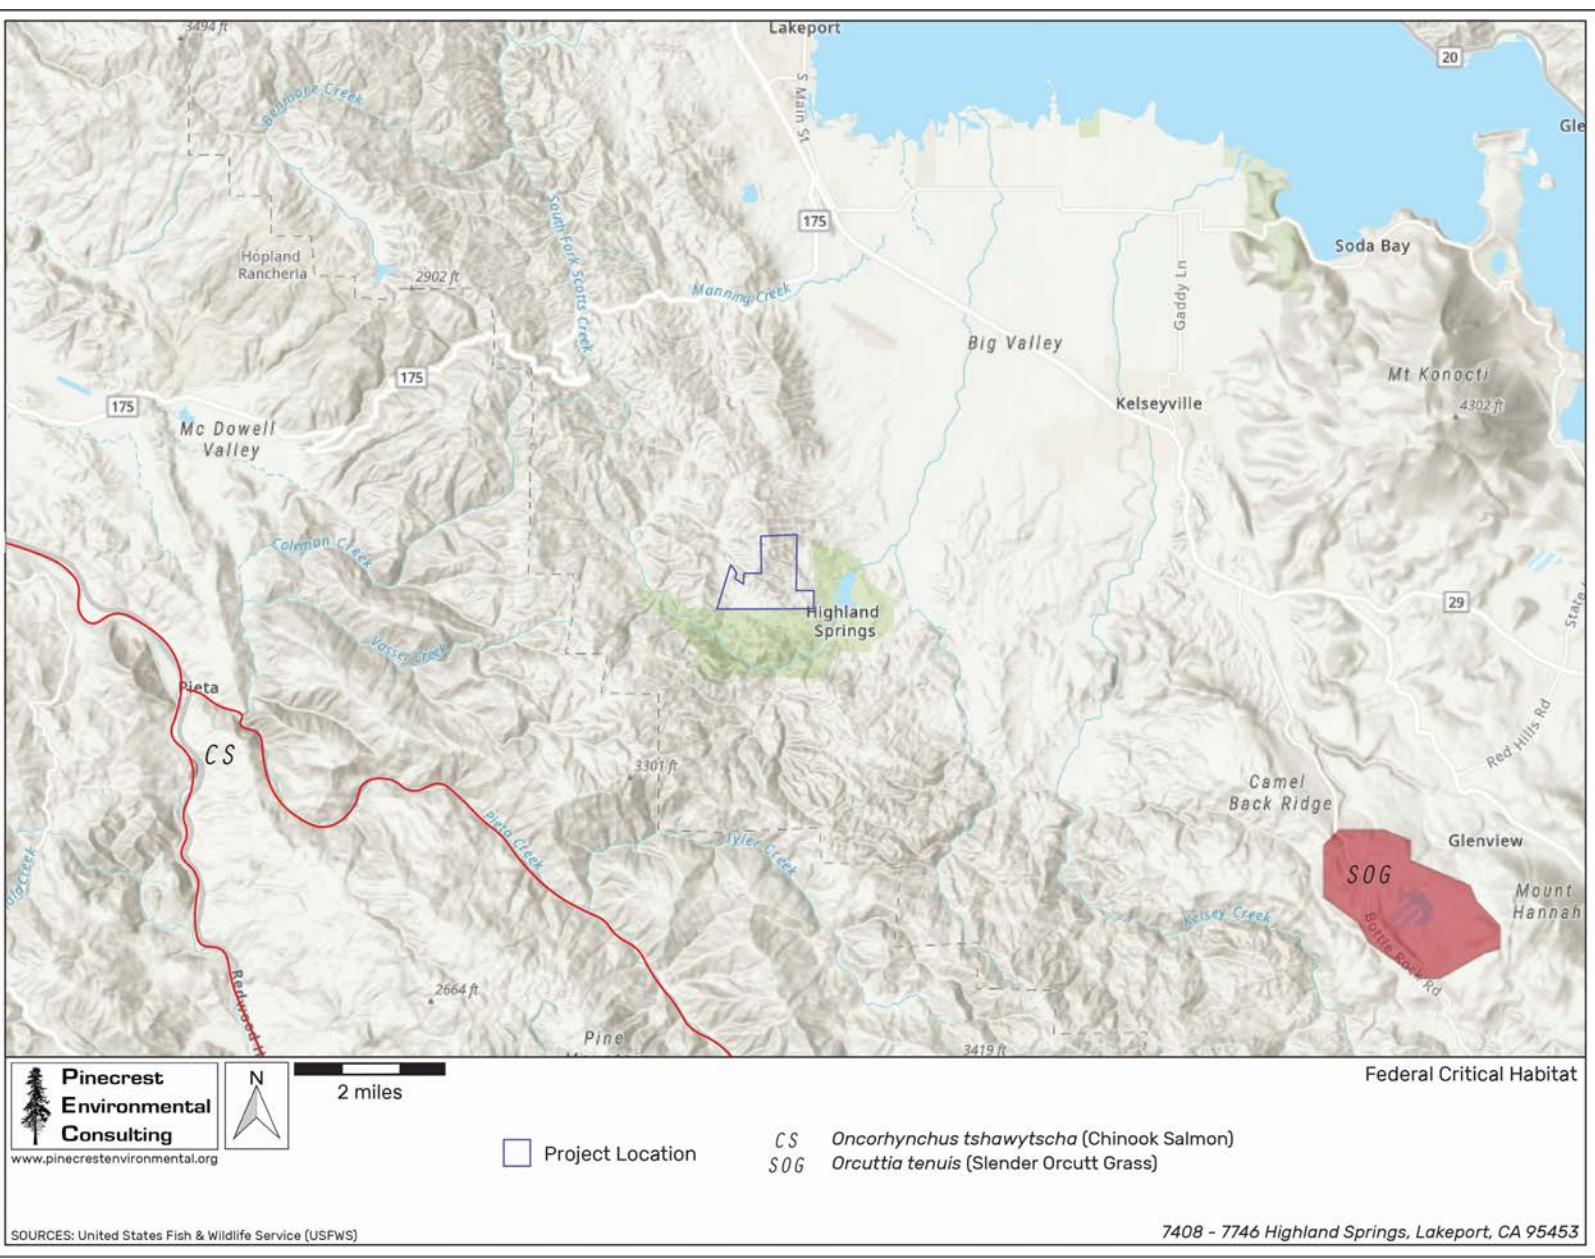 3494 ft
Lakeport
20
S Main St
Benmore Creek
Gle
South Fork Scotts Creek
175
Hopland
Rancheria
2902 ft
Manning Creek
Soda Bay
Gaddy Ln
Big Valley
Mt Konocti
4302 ft
175
175
Kelseyville
Mc Dowell
Valley
Coleman Creek
Highland
Springs
29
State
Vasser Creek
Pieta
CS
Red Hills Rd
3301 ft
Camel
Back Ridge
Pieta Creek
Tyler Creek
Glenview
SOG
Mount
Hannah
Kelsey Creek
Bottle Rock Rd
Redwood H
2664 ft
Pine
3419 ft
Pinecrest
Environmental
Consulting
www.pinecrestenvironmental.org
N
2 miles
Federal Critical Habitat
Project Location
CS Oncorhynchus tshawytscha (Chinook Salmon)
SOG Orcuttia tenuis (Slender Orcutt Grass)
SOURCES: United States Fish & Wildlife Service (USFWS)
7408 - 7746 Highland Springs, Lakeport, CA 95453